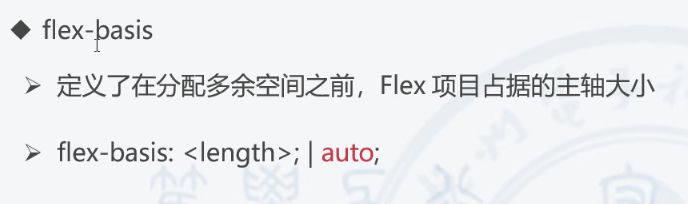 ◆ flex-basis
➢ 定义了在分配多余空间之前，Flex 项目占据的主轴大小
➢ flex-basis: <length>; | auto;